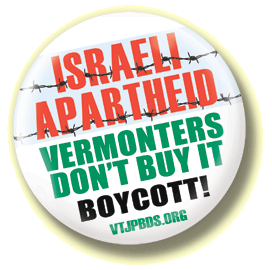 ISRAELI
APARTHEID
VERMONTERS
DON'T BUY IT
BOYCOTT!
VTJPBDS.ORG